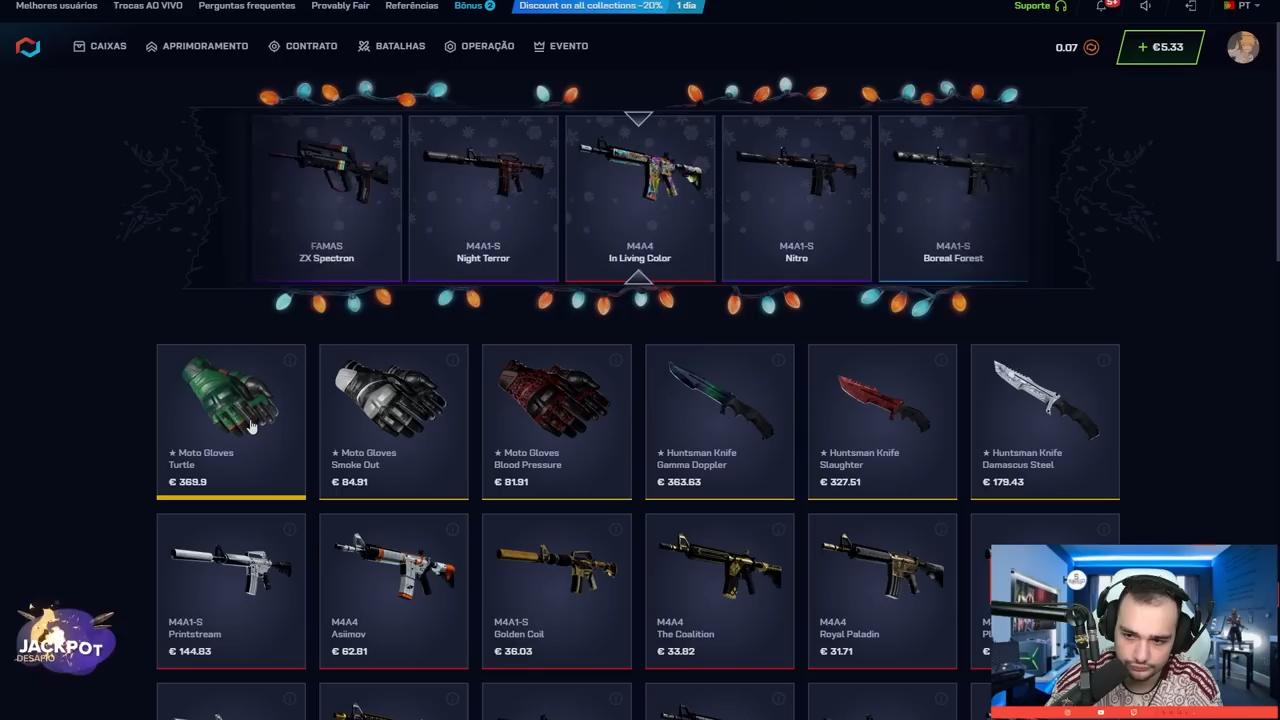 Melhores usuários Trocas AO VIVO Perguntas frequentes Provably Fair Referências Bônus 2 Discount on all collections -20% 1 dia Suporte 5+ PT
CAIXAS APRIMORAMENTO CONTRATO BATALHAS OPERAÇÃO EVENTO 0.07 + €5.33
FAMAS M4A1-S M4A4 M4A1-S M4A1-S
ZX Spectron Night Terror In Living Color Nitro Boreal Forest
★ Moto Gloves ★ Moto Gloves ★ Moto Gloves ★ Huntsman Knife ★ Huntsman Knife ★ Huntsman Knife
Turtle Smoke Out Blood Pressure Gamma Doppler Slaughter Damascus Steel
€ 369.9 € 84.91 € 81.91 € 363.63 € 327.51 € 179.43
M4A1-S M4A4 M4A1-S M4A4 M4A4
Printstream Asiimov Golden Coil The Coalition Royal Paladin
€ 144.83 € 62.81 € 36.03 € 33.82 € 31.71 €
JACKPOT
DESAFIO